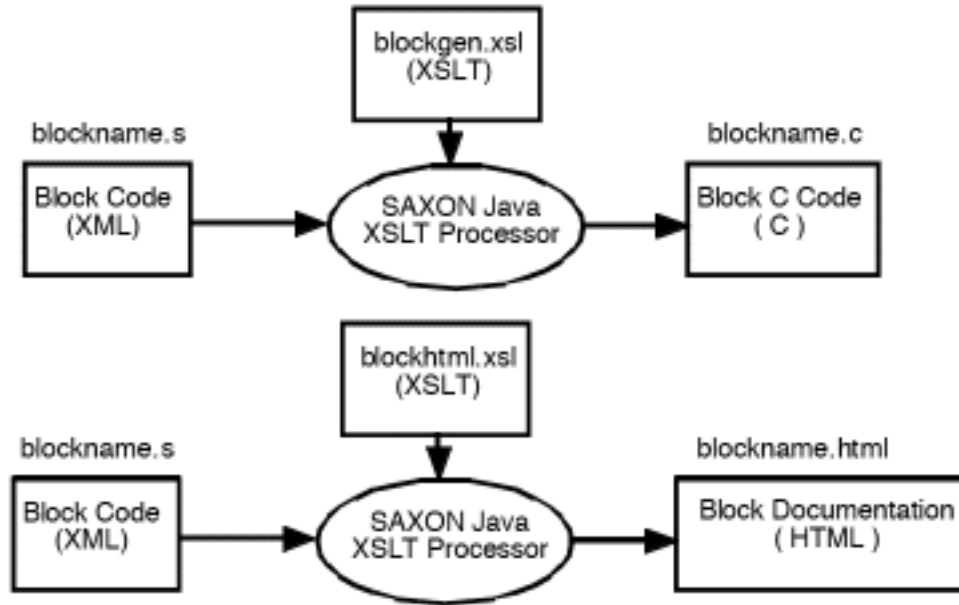 blockgen.xsl
(XSLT)
blockname.s
blockname.c
Block Code
(XML)
SAXON Java
XSLT Processor
Block C Code
( C )
blockhtml.xsl
(XSLT)
blockname.s
blockname.html
Block Code
(XML)
SAXON Java
XSLT Processor
Block Documentation
( HTML )